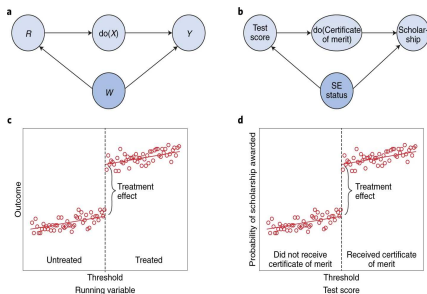 a
R
do(X)
Y
W
b
Test
score
do(Certificate
of merit)
Scholar-
ship
SE
status
c
Outcome
Treatment
effect
Untreated
Treated
Threshold
Running variable
d
Probability of scholarship awarded
Treatment
effect
Did not receive
certificate of merit
Received certificate
of merit
Threshold
Test score